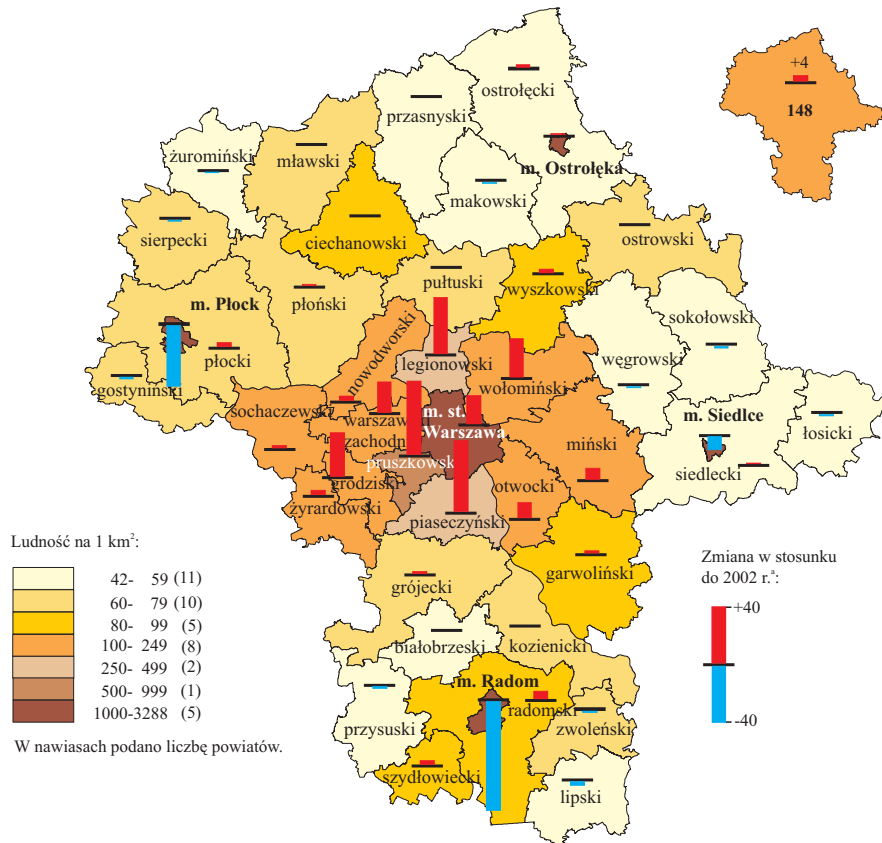 ostrołęcki
+4
148
przasnyski
żuromiński
mławski
m. Ostrołęka
makowski
sierpecki
ciechanowski
ostrowski
pułtuski
wyszkowski
m. Płock
płoński
sokołowski
nowodworski
płocki
legionowski
węgrowski
gostyniński
wołomiński
sochaczewski
warszaw
m. st.
Warszawa
zachodn
m. Siedlce
łosicki
miński
pruszkowsk
siedlecki
grodziski
otwocki
żyrardowski
piaseczyński
Ludność na 1 km²:
42- 59 (11)
60- 79 (10)
80- 99 (5)
100- 249 (8)
250- 499 (2)
500- 999 (1)
1000-3288 (5)
W nawiasach podano liczbę powiatów.
garwoliński
Zmiana w stosunku
do 2002 r.ª:
+40
-40
grójecki
białobrzeski
kozienicki
m. Radom
radomski
przysuski
zwoleński
szydłowiecki
lipski